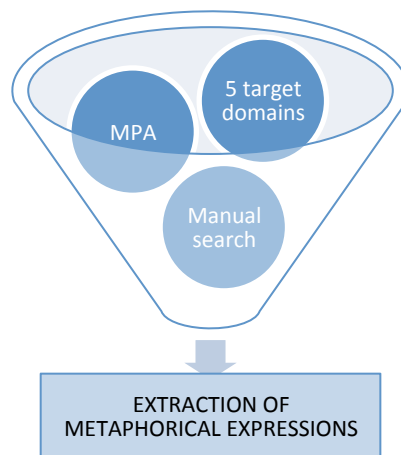 5 target
domains
MPA
Manual
search
EXTRACTION OF
METAPHORICAL EXPRESSIONS